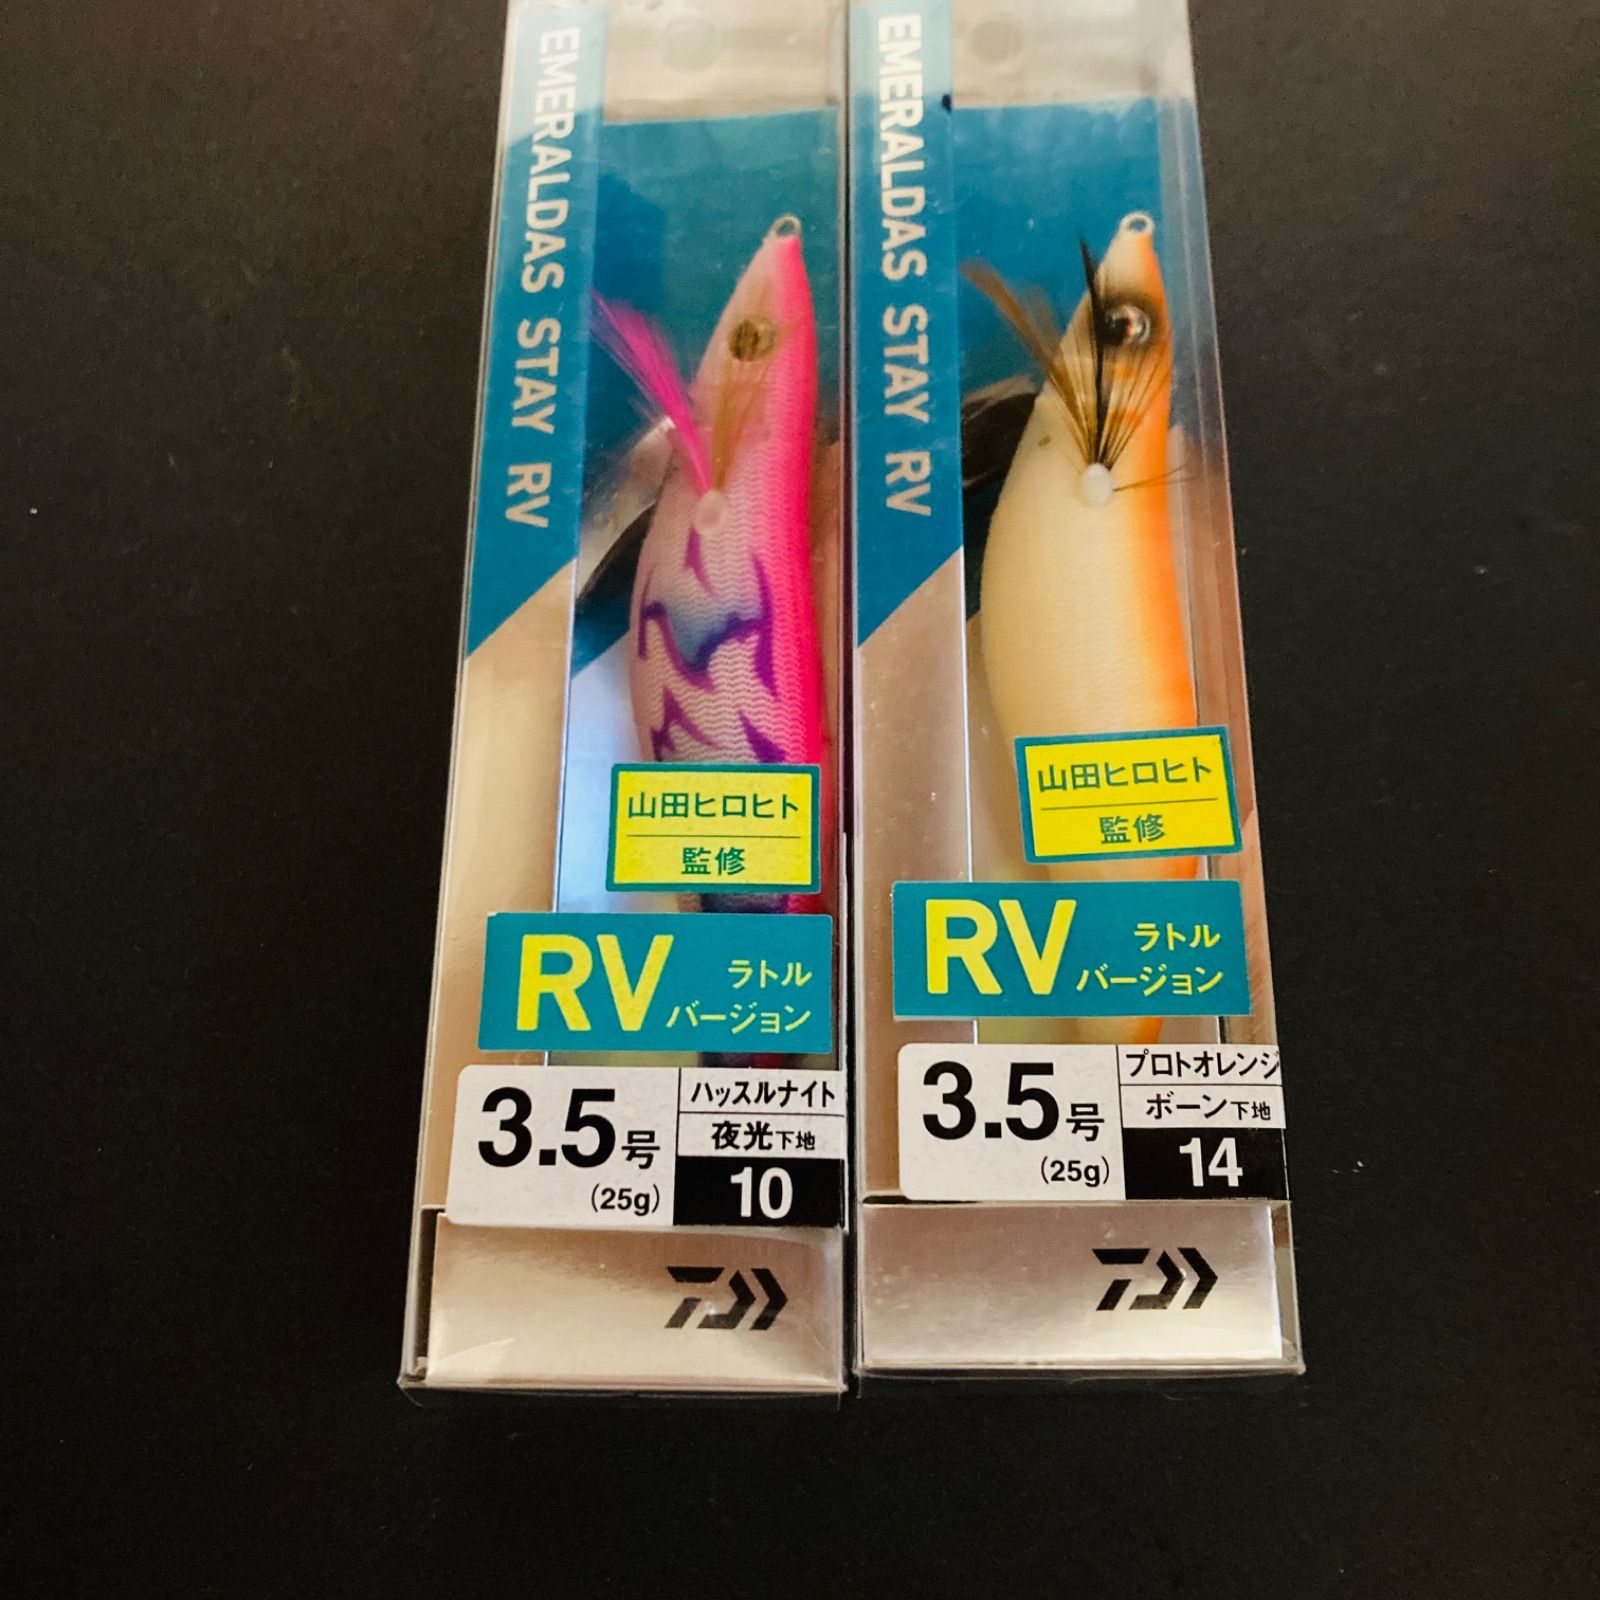 EMERALDAS STAY RV
山田ヒロヒト
監修
RV ラトル
バージョン
3.5号
(25g)
ハッスルナイト
夜光下地
10
EMERALDAS STAY RV
山田ヒロヒト
監修
RV ラトル
バージョン
3.5号
(25g)
プロトオレンジ
ボーン下地
14